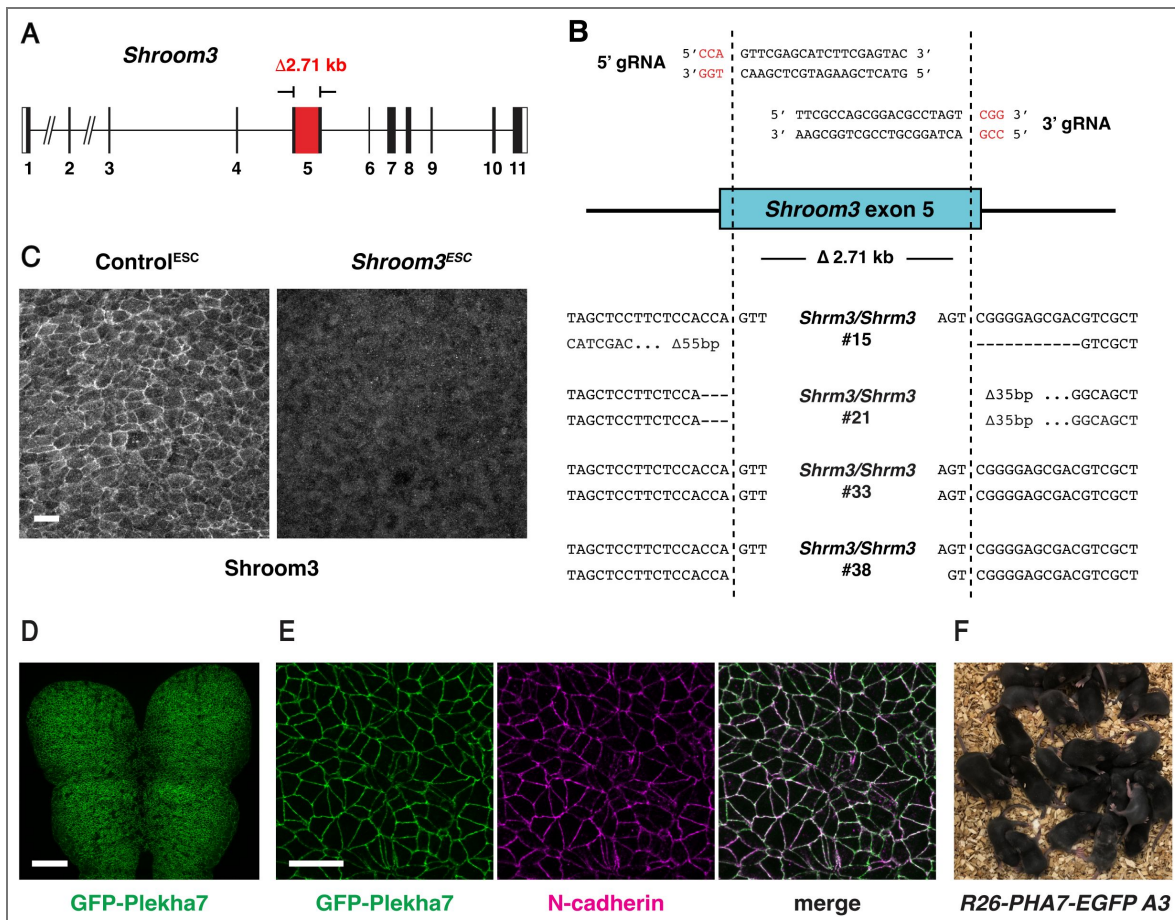 A
Shroom3
Δ2.71 kb
1 2 3 4 5 6 7 8 9 10 11
B
5' gRNA
5’CCA GTTCGAGCATCTTCGAGTAC 3’
3’GGT CAAGCTCGTAGAAGCTCATG 5’
5’ TTCGCCAGCGGACGCCTAGT CGG 3’
3’ AAGCGGTCGCCTGCGGATCA GCC 5’
3' gRNA
Shroom3 exon 5
Δ 2.71 kb
TAGCTCCTTCTCCACCA GTT Shrm3/Shrm3 AGT CGGGGAGCGACGTCGCT
CATCGAC... Δ55bp #15 -----------GTCGCT
TAGCTCCTTCTCCA--- Shrm3/Shrm3 Δ35bp ...GGCAGCT
TAGCTCCTTCTCCA--- #21 Δ35bp ...GGCAGCT
TAGCTCCTTCTCCACCA GTT Shrm3/Shrm3 AGT CGGGGAGCGACGTCGCT
TAGCTCCTTCTCCACCA GTT #33 AGT CGGGGAGCGACGTCGCT
TAGCTCCTTCTCCACCA GTT Shrm3/Shrm3 AGT CGGGGAGCGACGTCGCT
TAGCTCCTTCTCCACCA #38 GT CGGGGAGCGACGTCGCT
C
Control^ESC Shroom3^ESC
Shroom3
D
GFP-Plekha7
E
GFP-Plekha7 N-cadherin merge
F
R26-PHA7-EGFP A3